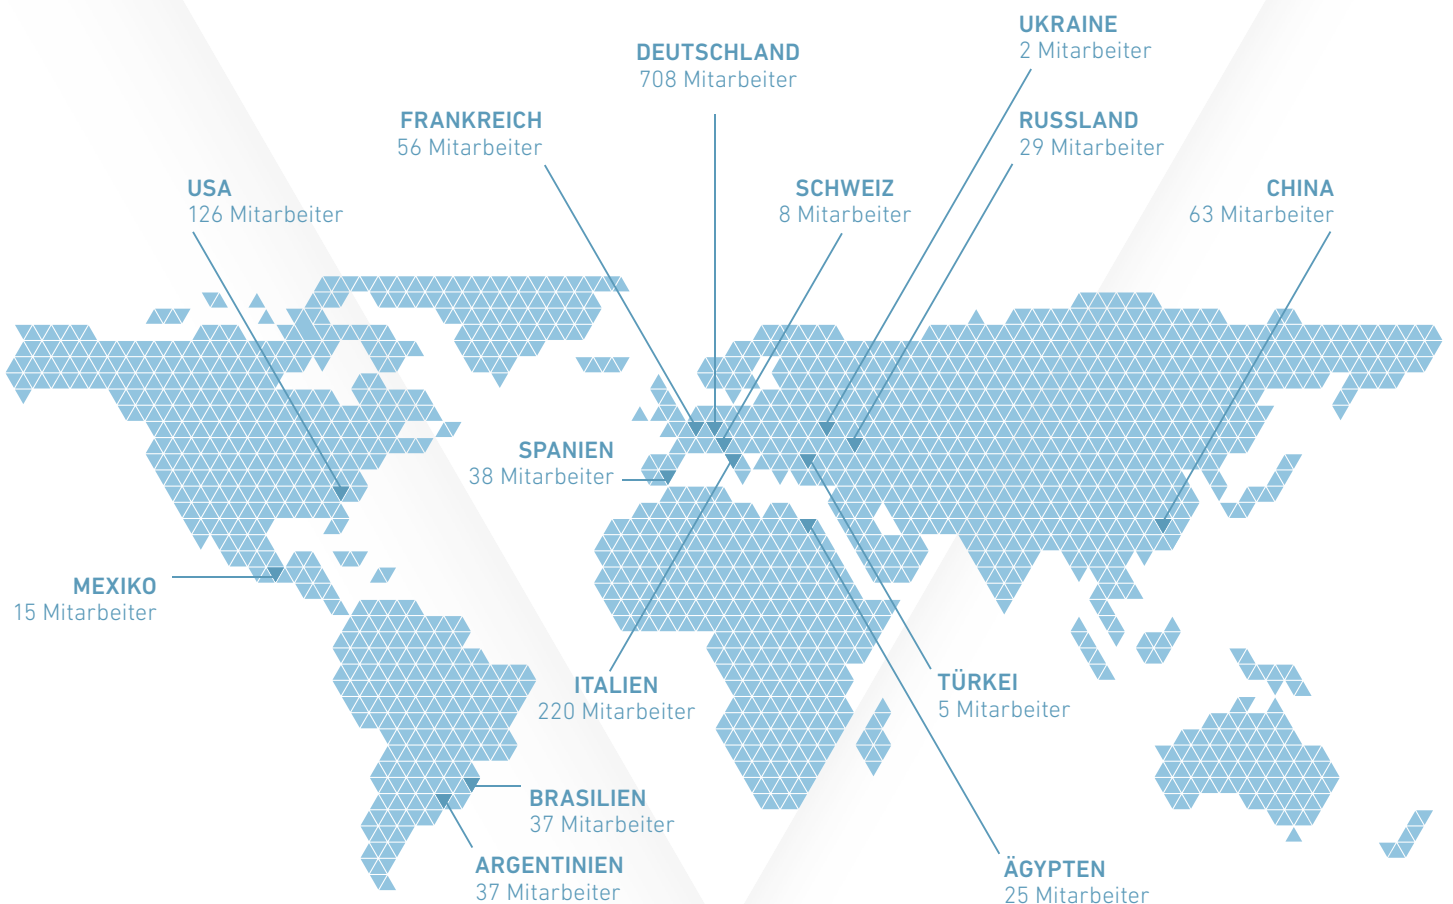 UKRAINE
2 Mitarbeiter
DEUTSCHLAND
708 Mitarbeiter
FRANKREICH
56 Mitarbeiter
RUSSLAND
29 Mitarbeiter
USA
126 Mitarbeiter
SCHWEIZ
8 Mitarbeiter
CHINA
63 Mitarbeiter
SPANIEN
38 Mitarbeiter
MEXIKO
15 Mitarbeiter
ITALIEN
220 Mitarbeiter
TÜRKEI
5 Mitarbeiter
BRASILIEN
37 Mitarbeiter
ARGENTINIEN
37 Mitarbeiter
ÄGYPTEN
25 Mitarbeiter